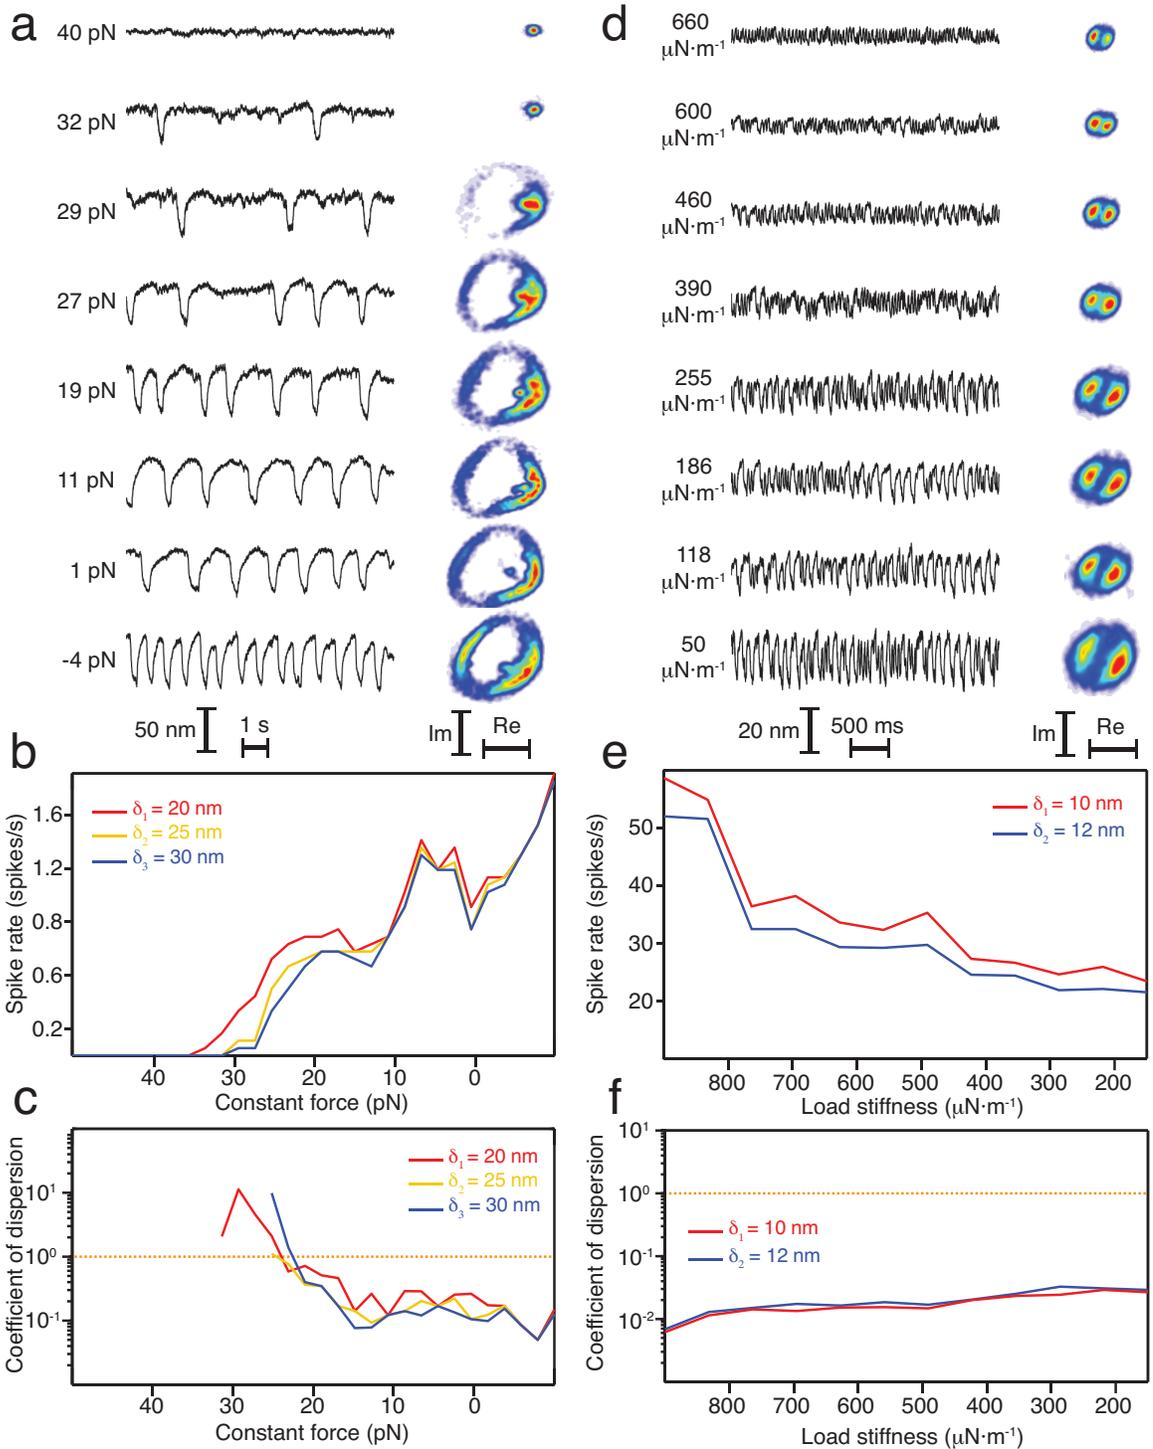 a
40 pN
32 pN
29 pN
27 pN
19 pN
11 pN
1 pN
-4 pN
50 nm
1 s
Im
Re
d
660
μN·m⁻¹
600
μN·m⁻¹
460
μN·m⁻¹
390
μN·m⁻¹
255
μN·m⁻¹
186
μN·m⁻¹
118
μN·m⁻¹
50
μN·m⁻¹
20 nm
500 ms
Im
Re
b
Spike rate (spikes/s)
1.6
1.2
0.8
0.6
0.2
δ₁ = 20 nm
δ₂ = 25 nm
δ₃ = 30 nm
40 30 20 10 0
Constant force (pN)
e
Spike rate (spikes/s)
50
40
30
20
δ₁ = 10 nm
δ₂ = 12 nm
800 700 600 500 400 300 200
Load stiffness (μN·m⁻¹)
c
Coefficient of dispersion
10¹
10⁰
10⁻¹
δ₁ = 20 nm
δ₂ = 25 nm
δ₃ = 30 nm
40 30 20 10 0
Constant force (pN)
f
Coefficient of dispersion
10¹
10⁰
10⁻¹
10⁻²
δ₁ = 10 nm
δ₂ = 12 nm
800 700 600 500 400 300 200
Load stiffness (μN·m⁻¹)